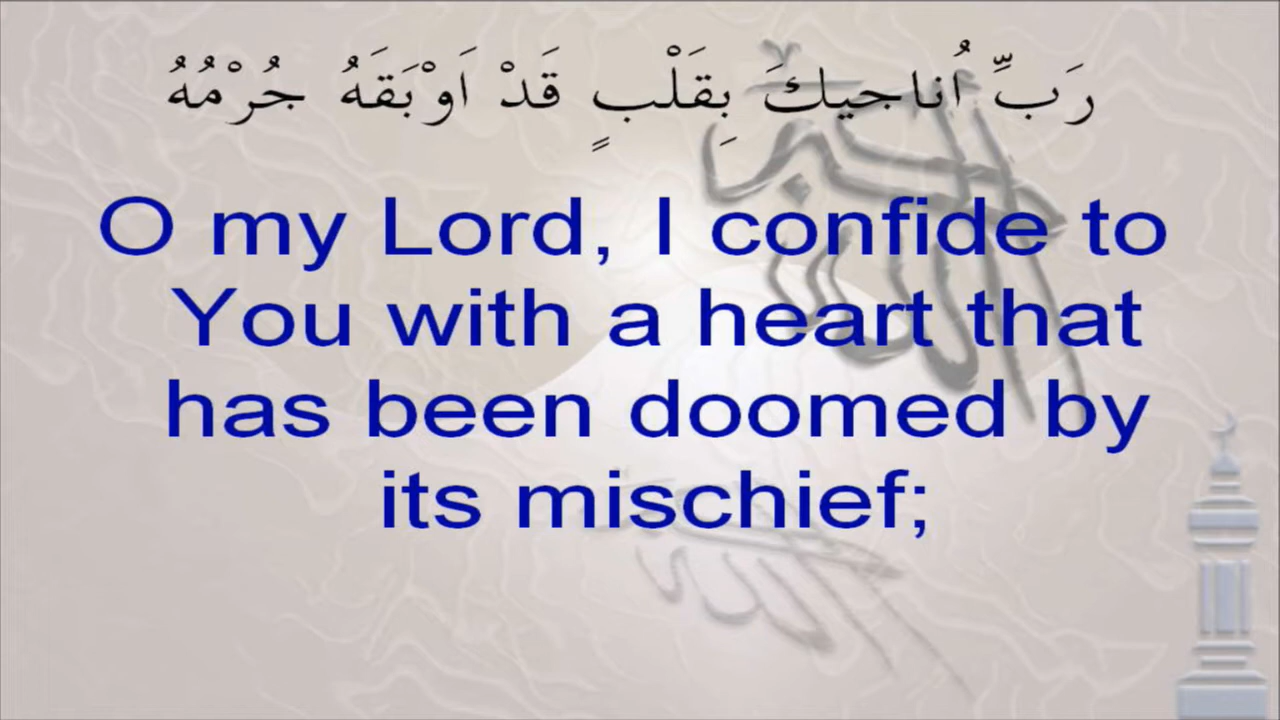 رَبِّ اُناجيكَ بِقَلْبٍ قَدْ اَوْبَقَهُ جُرْمُهُ
O my Lord, I confide to
You with a heart that
has been doomed by
its mischief;